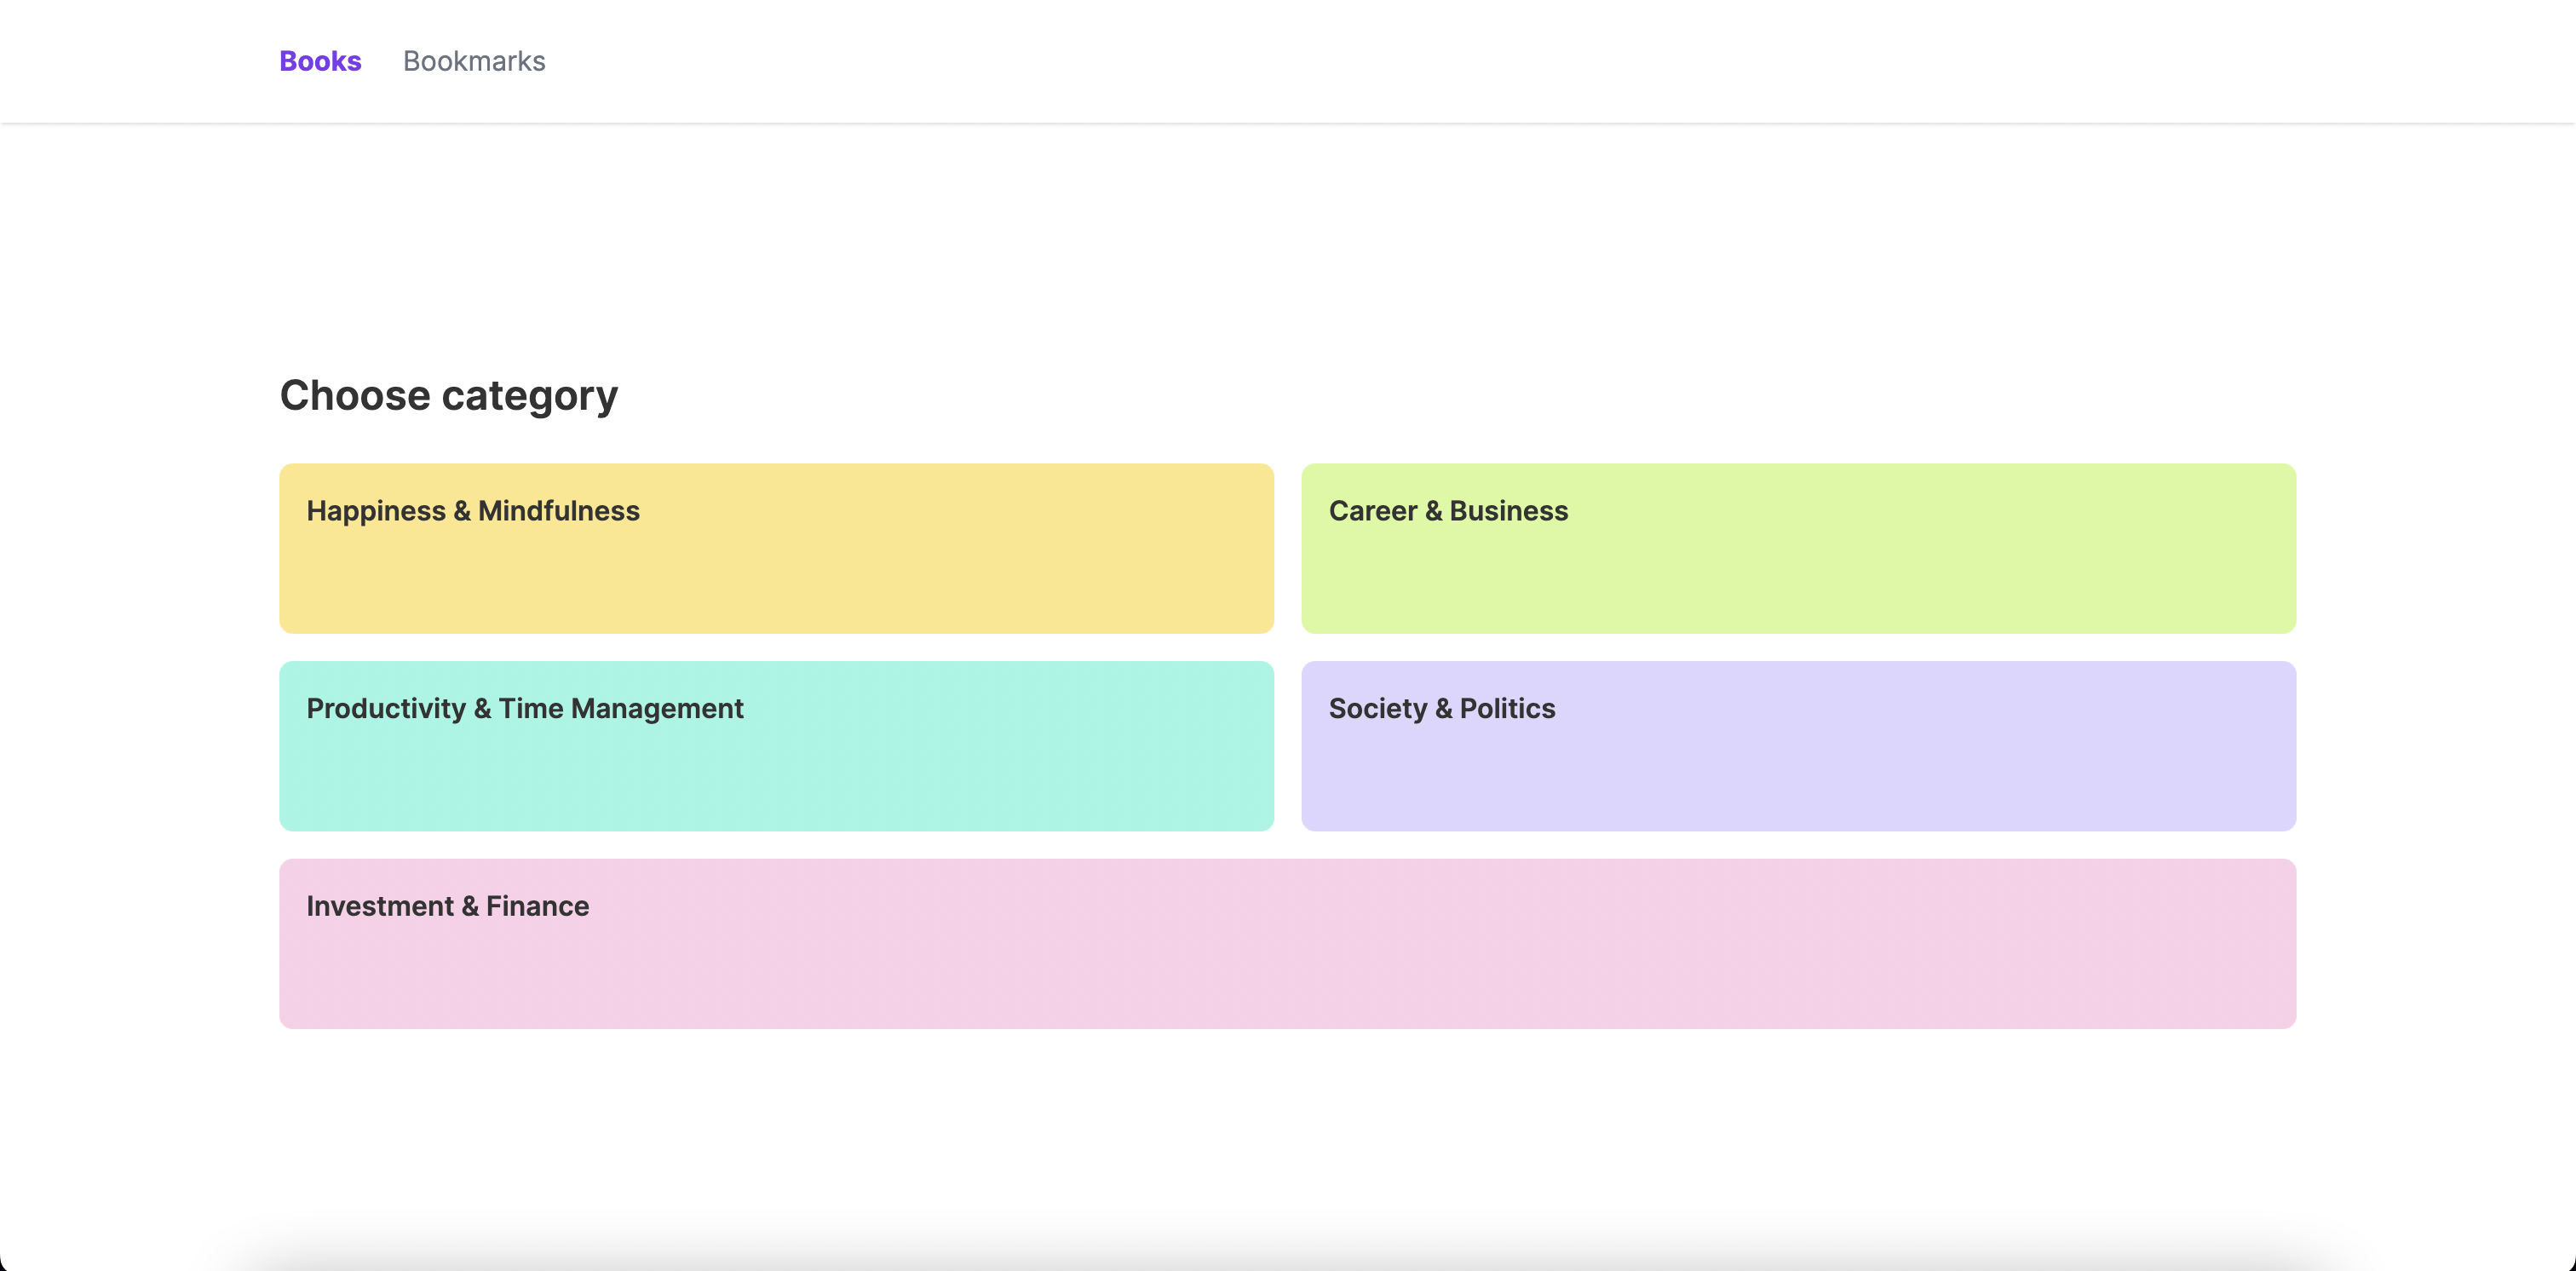 Books Bookmarks
Choose category
Happiness & Mindfulness
Career & Business
Productivity & Time Management
Society & Politics
Investment & Finance